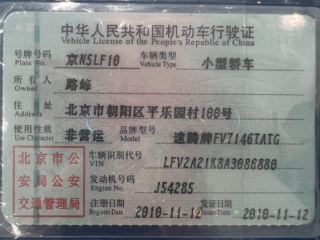 中华人民共和国机动车行驶证
Vehicle License of the People's Republic of China
号牌号码 京N5LF10 车辆类型 小型轿车
Plate No. Vehicle Type
所有人 路峰
Owner
住址 北京市朝阳区平乐园村100号
Address
使用性质 非营运 品牌型号 速腾牌FV7146TATG
Use Character Model
北京市公
安局公安
交通管理局
车辆识别代号 LFV2A21K8A3086880
VIN
发动机号码 J54285
Engine No.
注册日期 2010-11-12 发证日期 2010-11-12
Register Date Issue Date